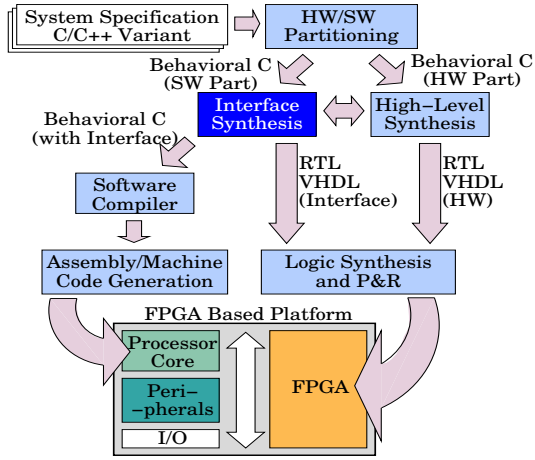 System Specification
C/C++ Variant
HW/SW
Partitioning
Behavioral C
(SW Part)
Behavioral C
(HW Part)
Behavioral C
(with Interface)
Interface
Synthesis
High–Level
Synthesis
Software
Compiler
RTL
VHDL
(Interface)
RTL
VHDL
(HW)
Assembly/Machine
Code Generation
Logic Synthesis
and P&R
FPGA Based Platform
Processor
Core
Peri–
–pherals
I/O
FPGA